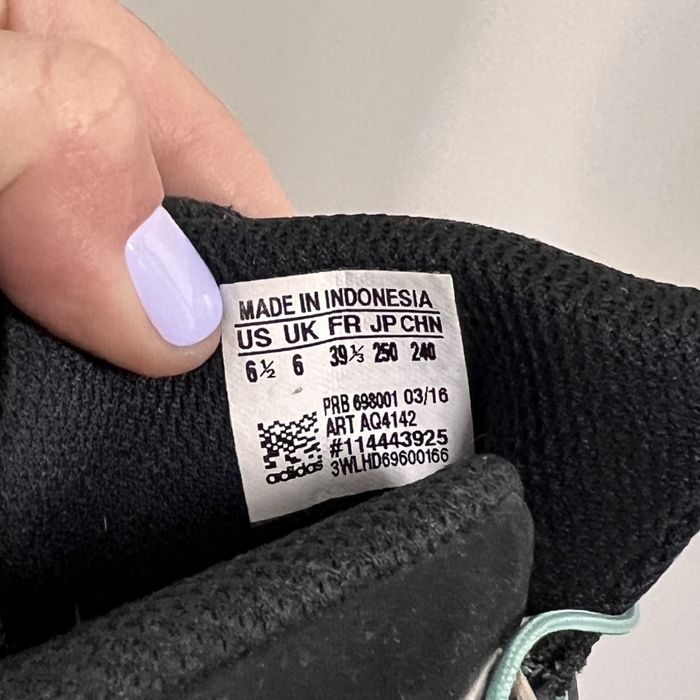 MADE IN INDONESIA
US UK FR JP CHN
6½ 6 39⅓ 250 240
PRB 698001 03/16
ART AQ4142
#114443925
3WLHD69600166
adidas